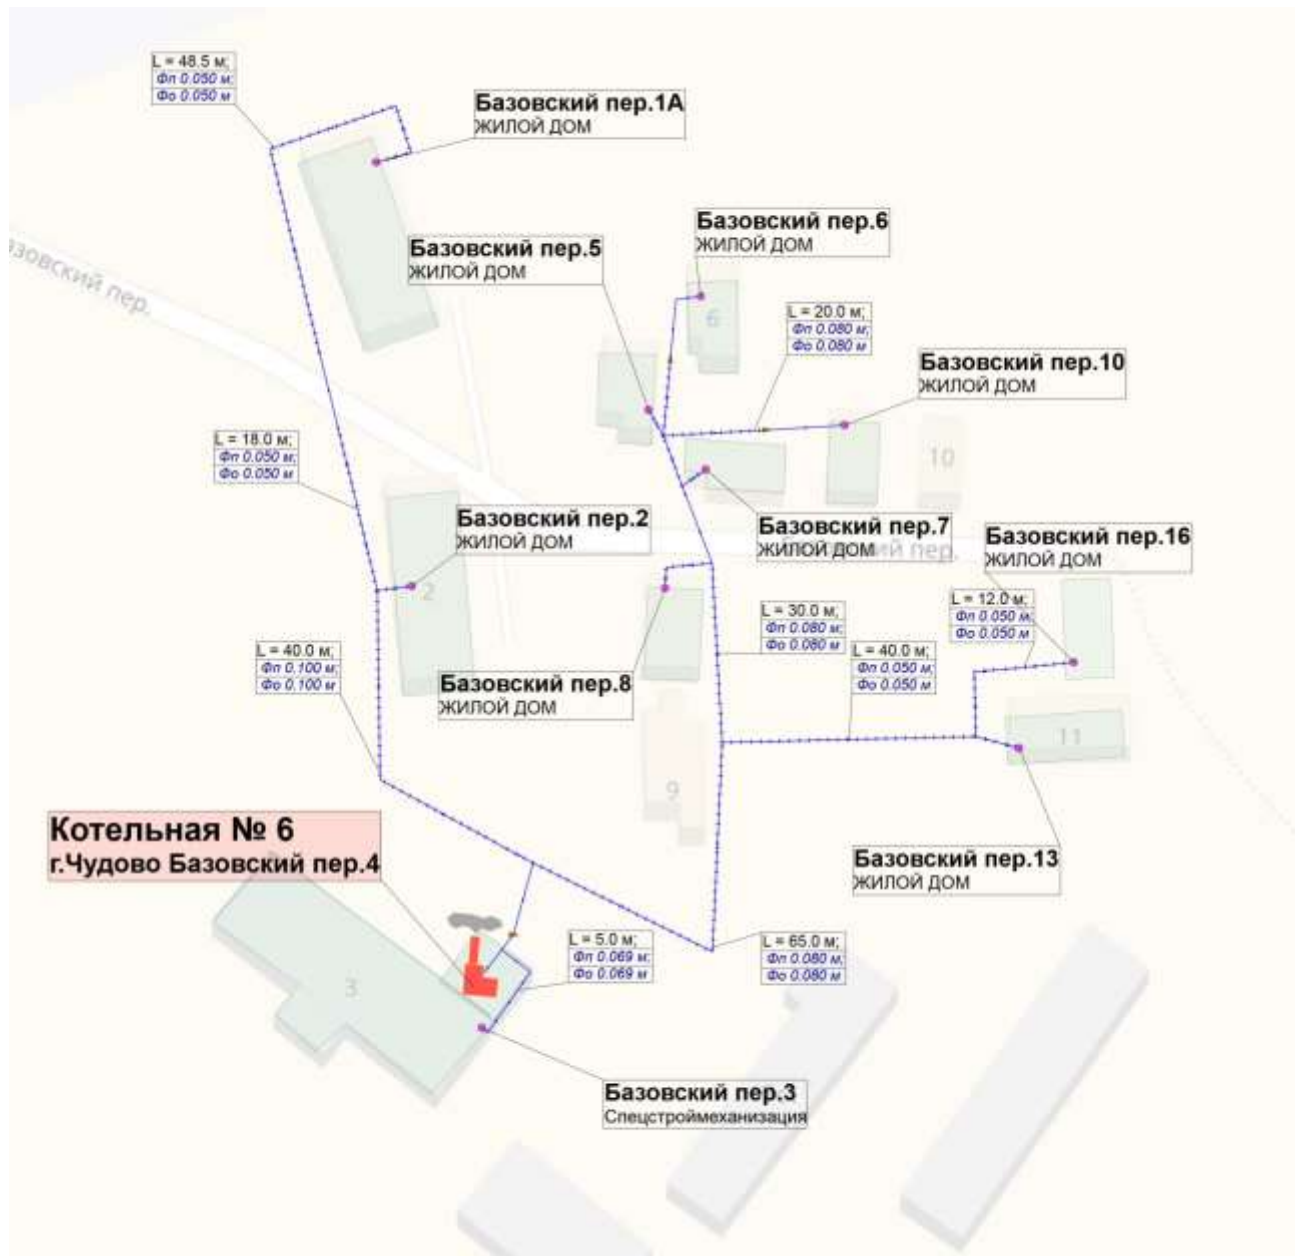 L = 48.5 м;
Фп 0.050 м;
Фо 0.050 м
Базовский пер.1А
ЖИЛОЙ ДОМ
Базовский пер.6
ЖИЛОЙ ДОМ
Базовский пер.5
ЖИЛОЙ ДОМ
азовский пер.
6
L = 20.0 м;
Фп 0.080 м;
Фо 0.080 м
Базовский пер.10
ЖИЛОЙ ДОМ
L = 18.0 м;
Фп 0.050 м;
Фо 0.050 м
10
Базовский пер.2
ЖИЛОЙ ДОМ
Базовский пер.7
ЖИЛОЙ ДОМ
пер.
Базовский пер.16
ЖИЛОЙ ДОМ
2
L = 12.0 м;
Фп 0.050 м;
Фо 0.050 м
L = 30.0 м;
Фп 0.080 м;
Фо 0.080 м
L = 40.0 м;
Фп 0.100 м;
Фо 0.100 м
L = 40.0 м;
Фп 0.050 м;
Фо 0.050 м
Базовский пер.8
ЖИЛОЙ ДОМ
11
9
Котельная № 6
г.Чудово Базовский пер.4
Базовский пер.13
ЖИЛОЙ ДОМ
L = 5.0 м;
Фп 0.069 м;
Фо 0.069 м
L = 65.0 м;
Фп 0.080 м;
Фо 0.080 м
3
Базовский пер.3
Спецстроймеханизация